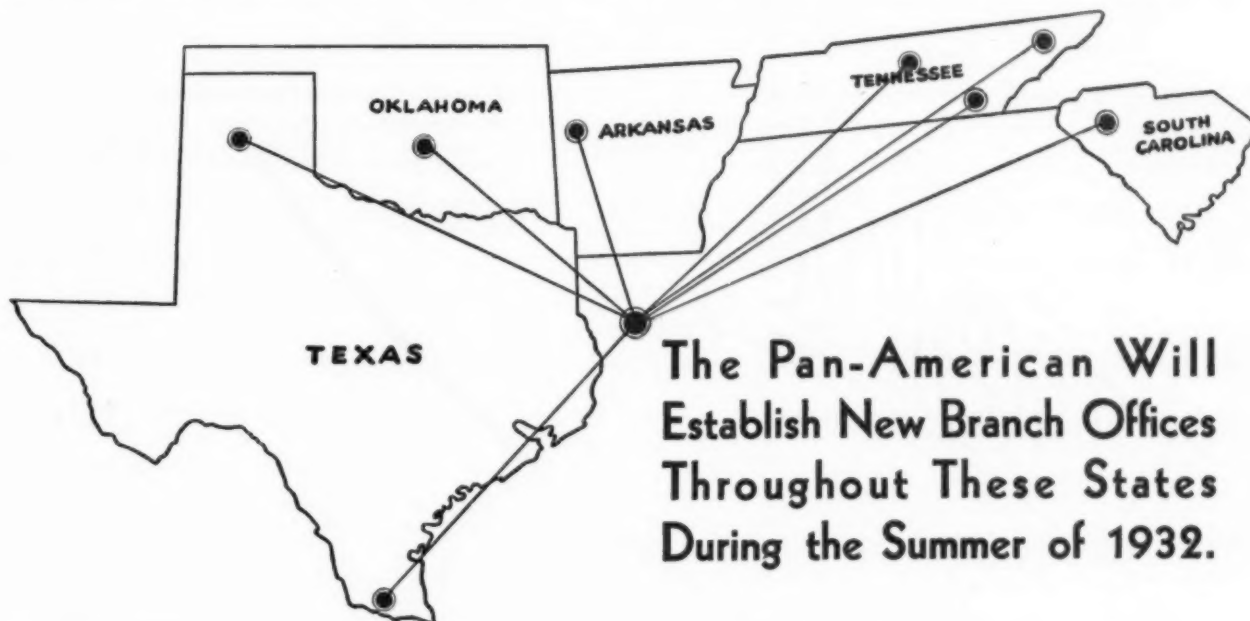 OKLAHOMA
ARKANSAS
TENNESSEE
SOUTH
CAROLINA
TEXAS
The Pan-American Will
Establish New Branch Offices
Throughout These States
During the Summer of 1932.